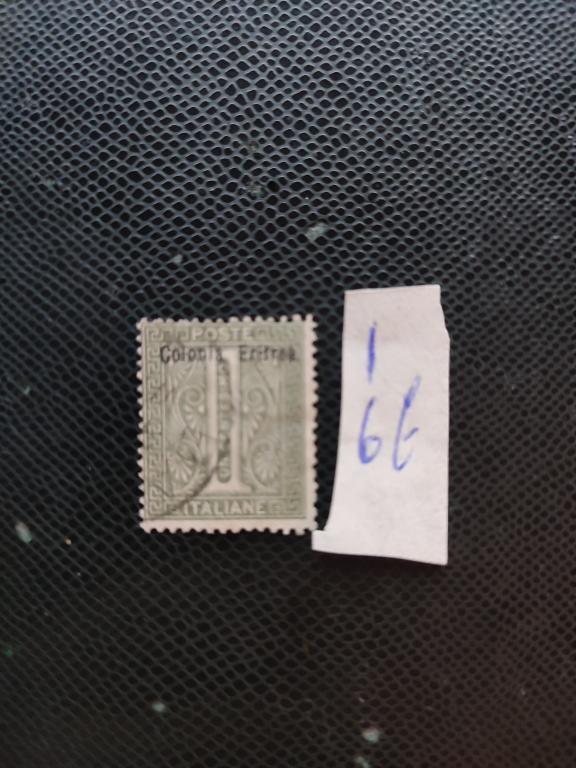 POSTE
Colonia Eritrea
1
ITALIANE
1
6 €